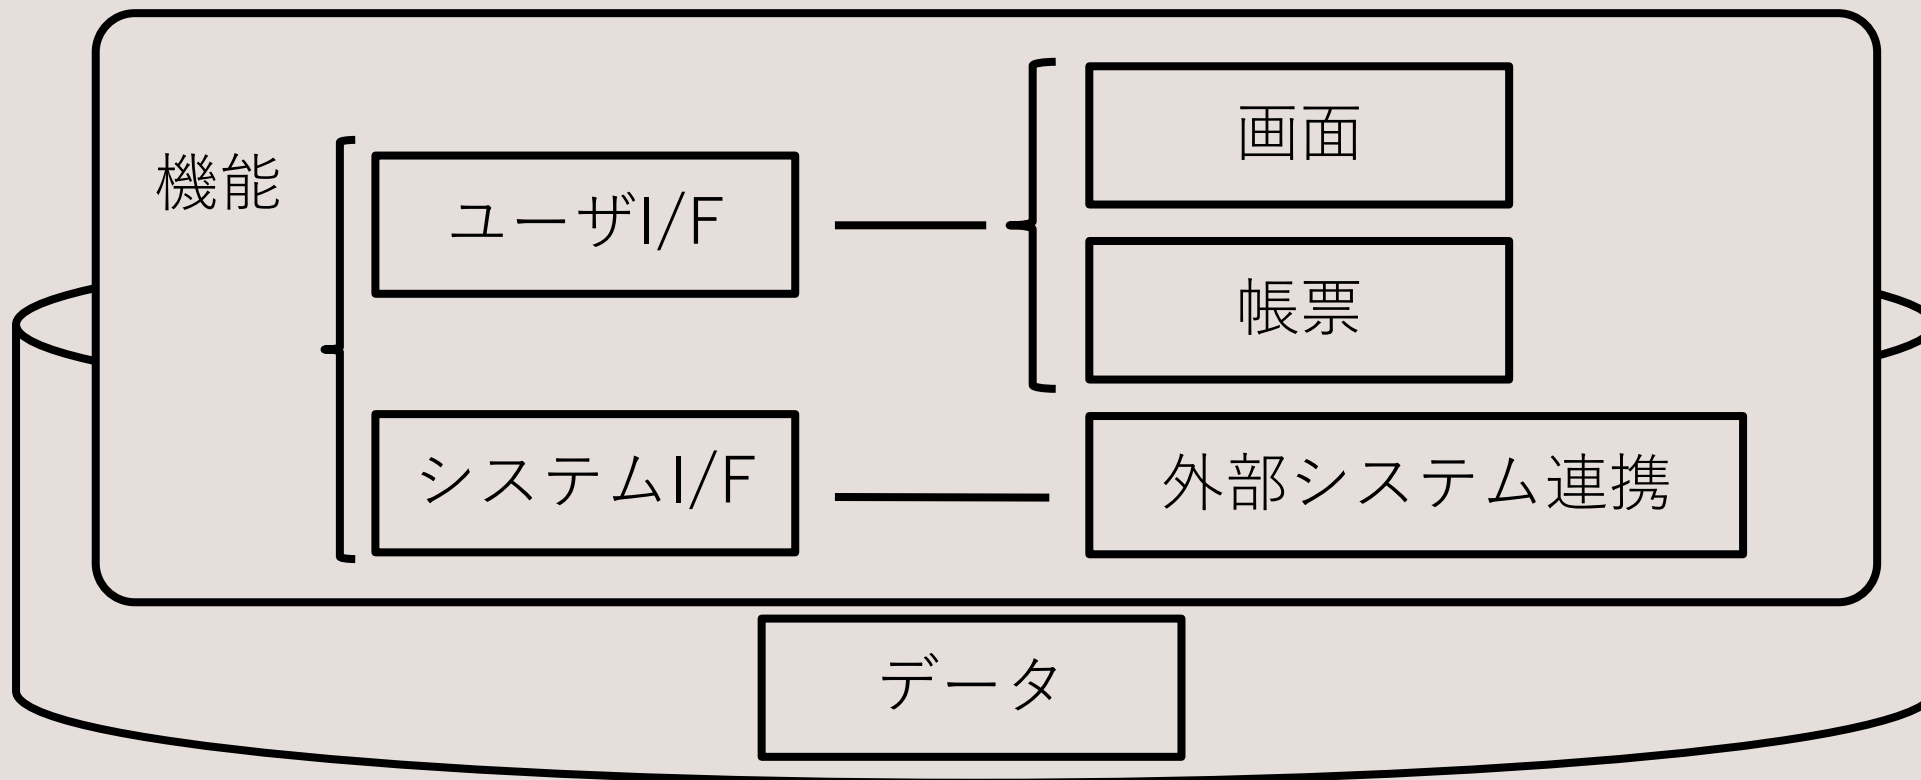 機能
ユーザI/F
画面
帳票
システムI/F
外部システム連携
データ